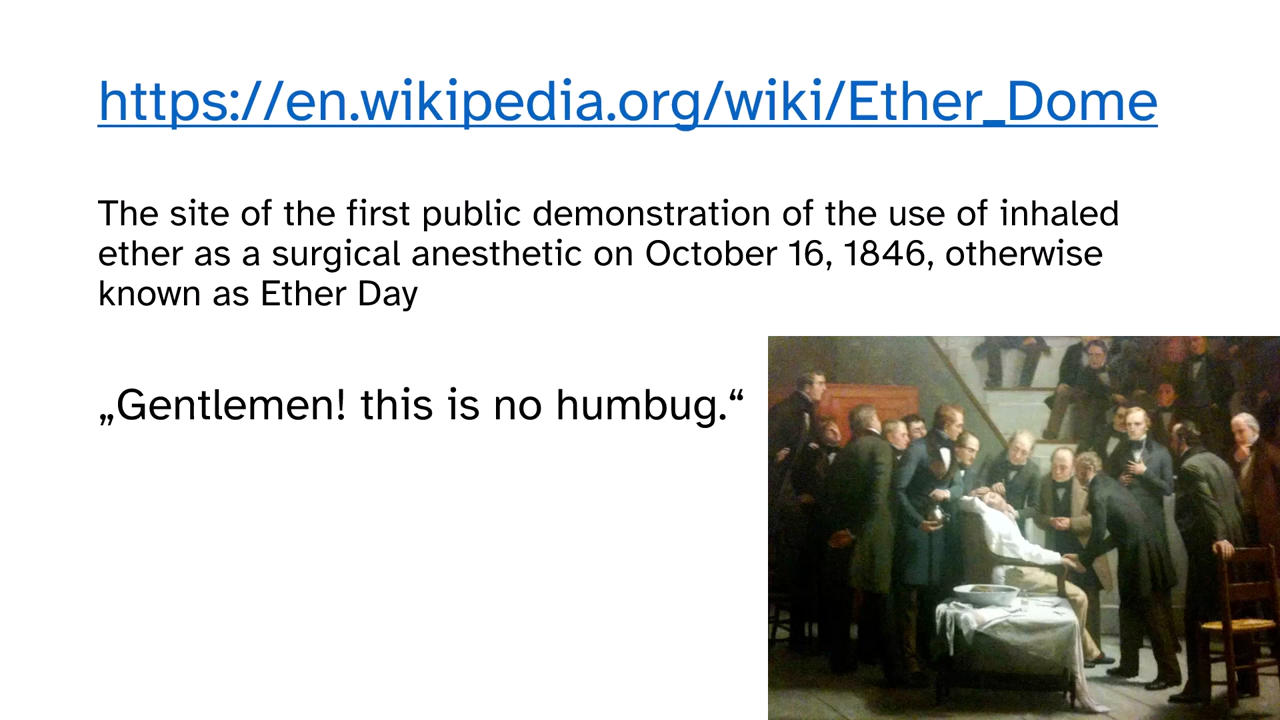 https://en.wikipedia.org/wiki/Ether_Dome
The site of the first public demonstration of the use of inhaled
ether as a surgical anesthetic on October 16, 1846, otherwise
known as Ether Day
„Gentlemen! this is no humbug.“